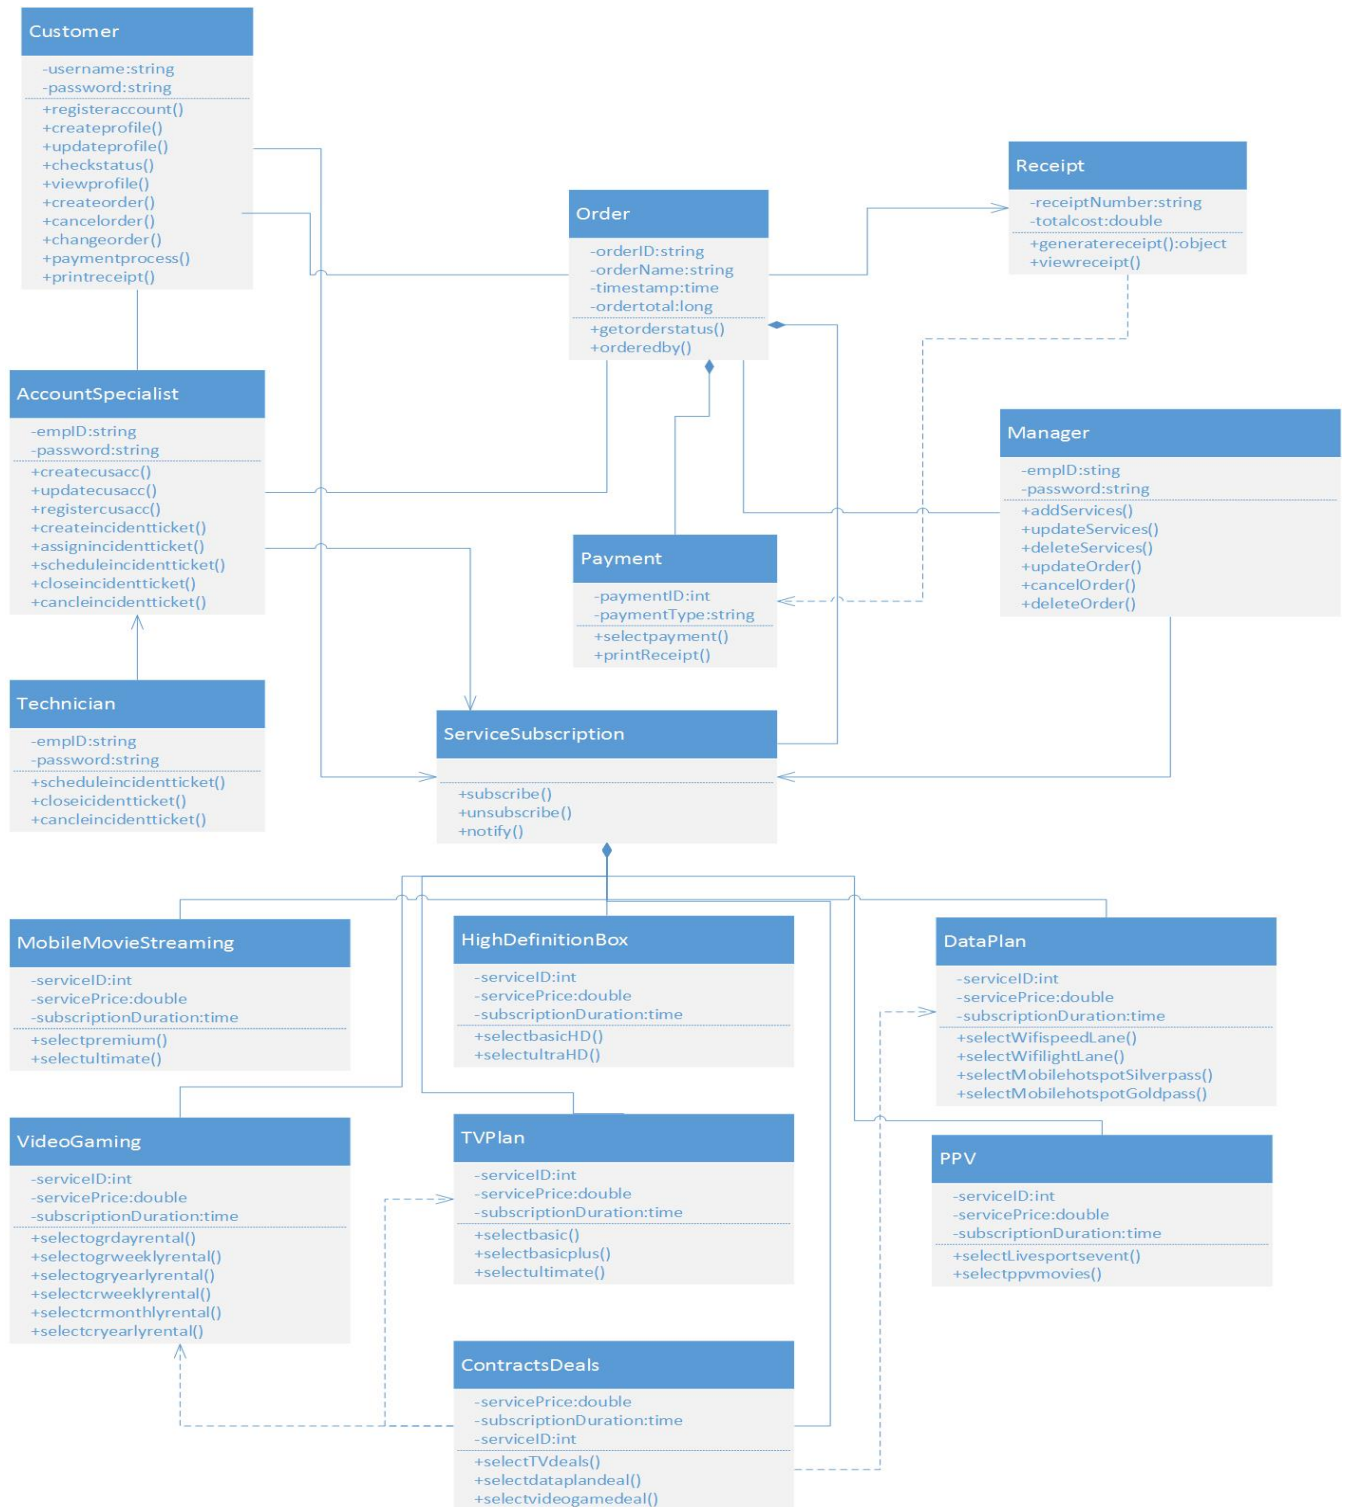 Customer
-username:string
-password:string
+registeraccount()
+createprofile()
+updateprofile()
+checkstatus()
+viewprofile()
+createorder()
+cancelorder()
+changeorder()
+paymentprocess()
+printreceipt()
Order
-orderID:string
-orderName:string
-timestamp:time
-ordertotal:long
+getorderstatus()
+orderedby()
Receipt
-receiptNumber:string
-totalcost:double
+generatereceipt():object
+viewreceipt()
AccountSpecialist
-empID:string
-password:string
+createcusacc()
+updatecusacc()
+registercusacc()
+createincidentticket()
+assignincidentticket()
+scheduleincidentticket()
+closeincidentticket()
+cancleincidentticket()
Manager
-empID:sting
-password:string
+addServices()
+updateServices()
+deleteServices()
+updateOrder()
+cancelOrder()
+deleteOrder()
Payment
-paymentID:int
-paymentType:string
+selectpayment()
+printReceipt()
Technician
-empID:string
-password:string
+scheduleincidentticket()
+closeicidentticket()
+cancleincidentticket()
ServiceSubscription
+subscribe()
+unsubscribe()
+notify()
MobileMovieStreaming
-serviceID:int
-servicePrice:double
-subscriptionDuration:time
+selectpremium()
+selectultimate()
HighDefinitionBox
-serviceID:int
-servicePrice:double
-subscriptionDuration:time
+selectbasicHD()
+selectultraHD()
DataPlan
-serviceID:int
-servicePrice:double
-subscriptionDuration:time
+selectWifispeedLane()
+selectWifilightLane()
+selectMobilehotspotSilverpass()
+selectMobilehotspotGoldpass()
VideoGaming
-serviceID:int
-servicePrice:double
-subscriptionDuration:time
+selectogrdayrental()
+selectogrweeklyrental()
+selectogryearlyrental()
+selectcrweeklyrental()
+selectcrmonthlyrental()
+selectcryearlyrental()
TVPlan
-serviceID:int
-servicePrice:double
-subscriptionDuration:time
+selectbasic()
+selectbasicplus()
+selectultimate()
PPV
-serviceID:int
-servicePrice:double
-subscriptionDuration:time
+selectLivesportsevent()
+selectppvmovies()
ContractsDeals
-servicePrice:double
-subscriptionDuration:time
-serviceID:int
+selectTVdeals()
+selectdataplandeal()
+selectvideogamedeal()